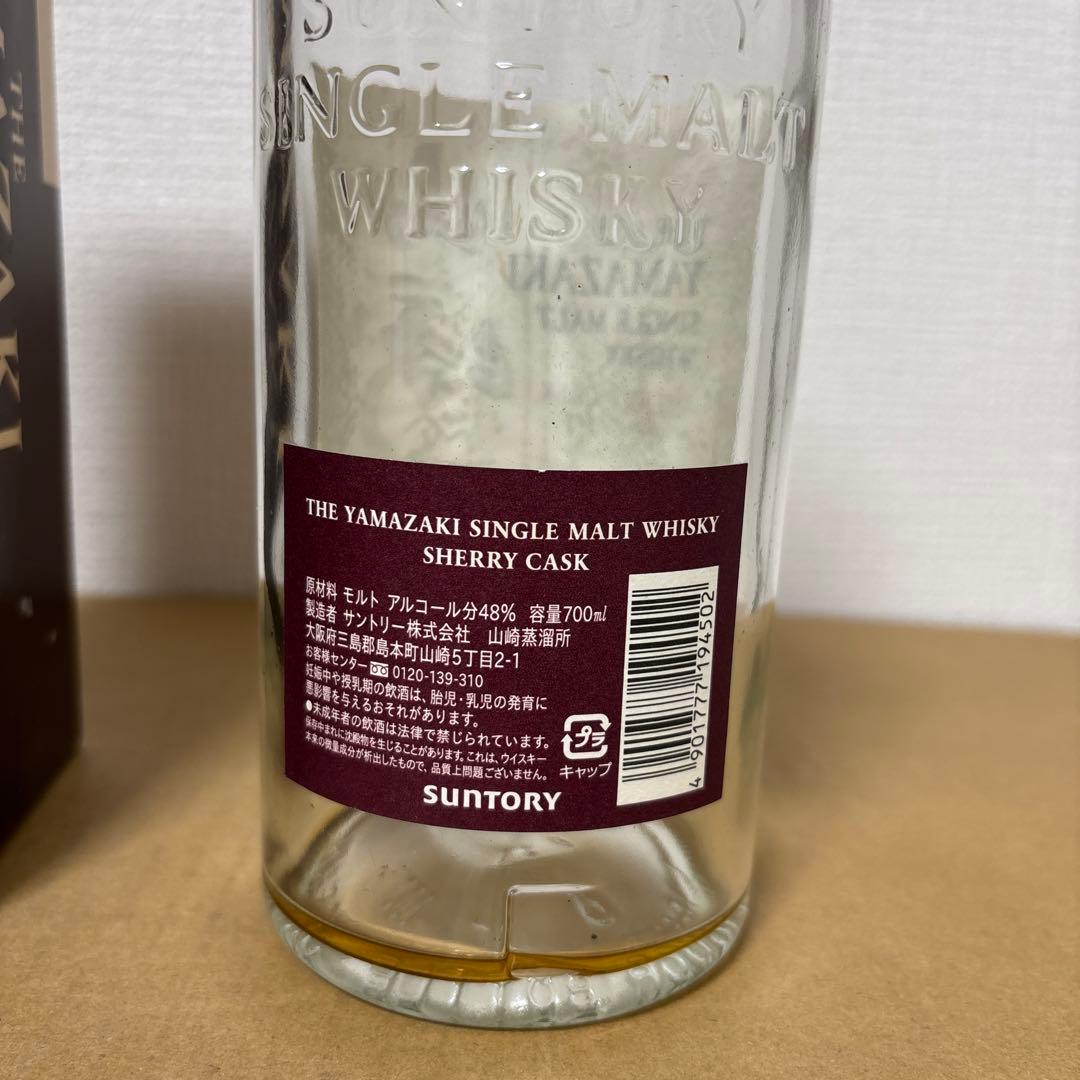 SUNTORY
SINGLE MALT
WHISKY
THE
YAMAZAKI
YAMAZAKI
SINGLE MALT
WHISKY
THE YAMAZAKI SINGLE MALT WHISKY
SHERRY CASK
原材料 モルト アルコール分48% 容量700ml
製造者 サントリー株式会社 山崎蒸溜所
大阪府三島郡島本町山崎5丁目2-1
お客様センター 0120-139-310
妊娠中や授乳期の飲酒は、胎児・乳児の発育に
悪影響を与えるおそれがあります。
●未成年者の飲酒は法律で禁じられています。
保存中まれに沈殿物を生じることがあります。これは、ウイスキー
本来の微量成分が析出したもので、品質上問題ございません。
プラ
キャップ
4901777194502
SUNTORY